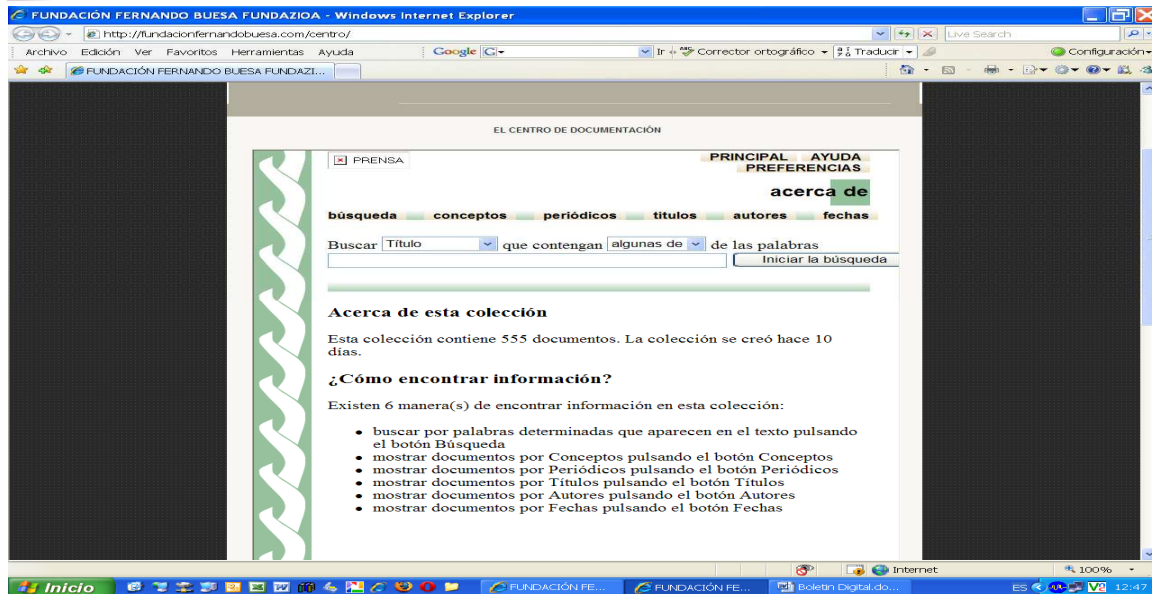 FUNDACIÓN FERNANDO BUESA FUNDAZIOA - Windows Internet Explorer
http://fundacionfernandobuesa.com/centro/
Live Search
Archivo Edición Ver Favoritos Herramientas Ayuda
Google G
Ir
Corrector ortográfico
Traducir
Configuración
FUNDACIÓN FERNANDO BUESA FUNDAZI...
EL CENTRO DE DOCUMENTACIÓN
PRENSA
PRINCIPAL AYUDA
PREFERENCIAS
acerca de
búsqueda conceptos periódicos títulos autores fechas
Buscar Título que contengan algunas de de las palabras
Iniciar la búsqueda
Acerca de esta colección
Esta colección contiene 555 documentos. La colección se creó hace 10
días.
¿Cómo encontrar información?
Existen 6 manera(s) de encontrar información en esta colección:
buscar por palabras determinadas que aparecen en el texto pulsando
el botón Búsqueda
mostrar documentos por Conceptos pulsando el botón Conceptos
mostrar documentos por Periódicos pulsando el botón Periódicos
mostrar documentos por Títulos pulsando el botón Títulos
mostrar documentos por Autores pulsando el botón Autores
mostrar documentos por Fechas pulsando el botón Fechas
Internet
100%
Inicio
FUNDACIÓN FE...
FUNDACIÓN FE...
Boletin Digital.do...
ES
12:47